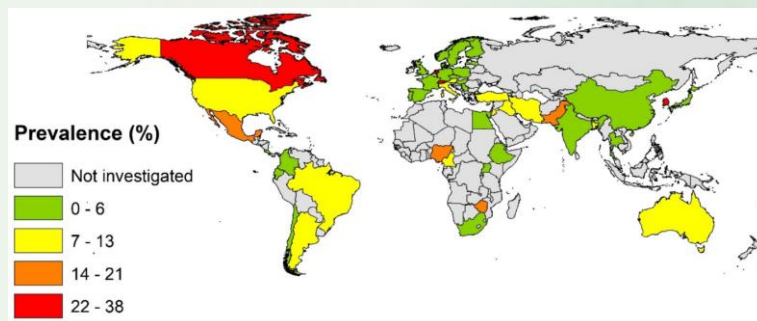 Prevalence (%)
Not investigated
0 - 6
7 - 13
14 - 21
22 - 38